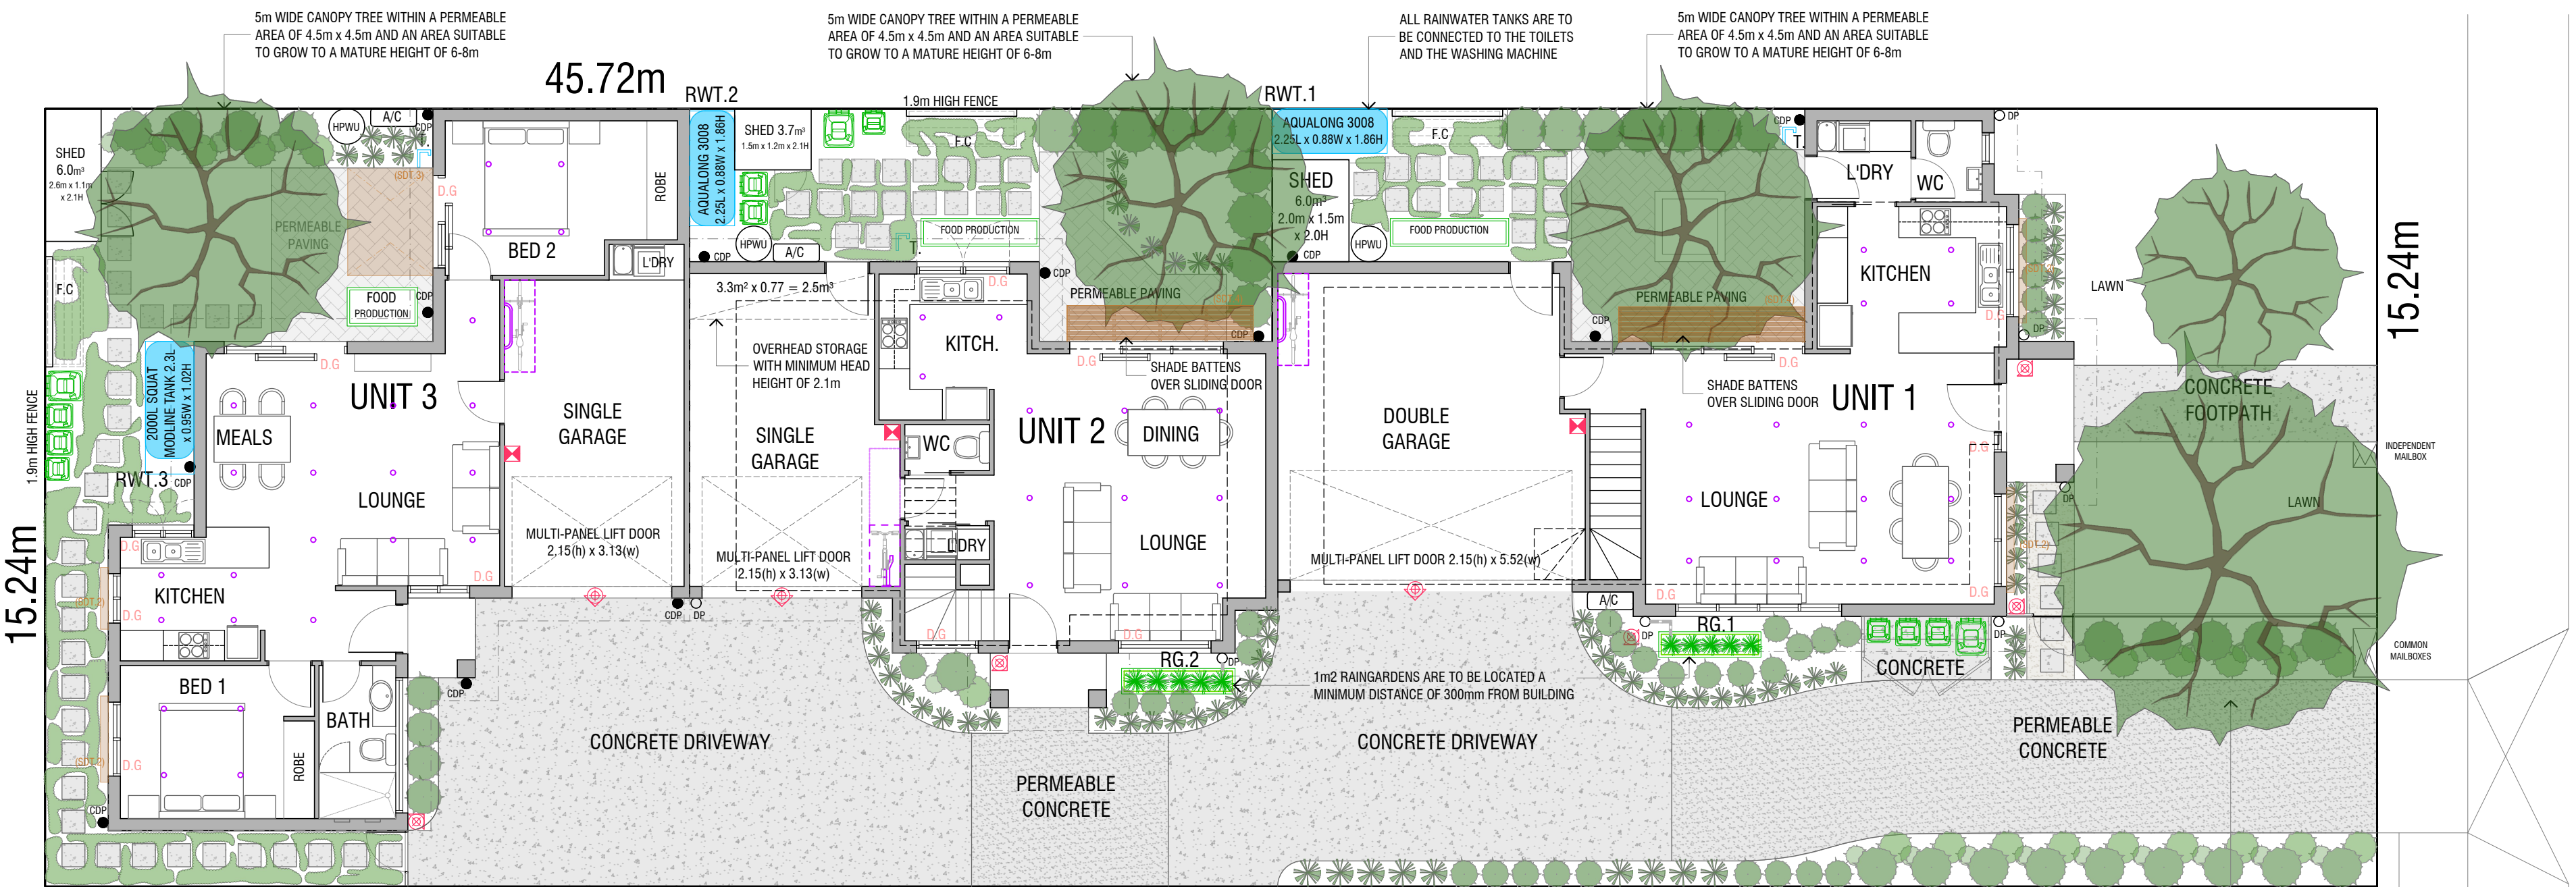 5m WIDE CANOPY TREE WITHIN A PERMEABLE
AREA OF 4.5m x 4.5m AND AN AREA SUITABLE
TO GROW TO A MATURE HEIGHT OF 6-8m
5m WIDE CANOPY TREE WITHIN A PERMEABLE
AREA OF 4.5m x 4.5m AND AN AREA SUITABLE
TO GROW TO A MATURE HEIGHT OF 6-8m
ALL RAINWATER TANKS ARE TO
BE CONNECTED TO THE TOILETS
AND THE WASHING MACHINE
5m WIDE CANOPY TREE WITHIN A PERMEABLE
AREA OF 4.5m x 4.5m AND AN AREA SUITABLE
TO GROW TO A MATURE HEIGHT OF 6-8m
45.72m
RWT.2
1.9m HIGH FENCE
RWT.1
HPWU
A/C
CDP
T.
SHED
6.0m³
2.6m x 1.1m
x 2.1H
(SDT.3)
D.G
PERMEABLE
PAVING
BED 2
ROBE
L'DRY
AQUALONG 3008
2.25L x 0.88W x 1.86H
SHED 3.7m³
1.5m x 1.2m x 2.1H
F.C
FOOD PRODUCTION
HPWU
A/C
T.
CDP
CDP
AQUALONG 3008
2.25L x 0.88W x 1.86H
F.C
SHED
6.0m³
2.0m x 1.5m
x 2.0H
HPWU
CDP
FOOD PRODUCTION
CDP
T.
DP
L'DRY
WC
KITCHEN
D.G
DP
LAWN
15.24m
F.C
FOOD
PRODUCTION
CDP
3.3m² x 0.77 = 2.5m³
D.G
PERMEABLE PAVING
CDP
PERMEABLE PAVING
CDP
OVERHEAD STORAGE
WITH MINIMUM HEAD
HEIGHT OF 2.1m
KITCH.
D.G
SHADE BATTENS
OVER SLIDING DOOR
D.G
SHADE BATTENS
OVER SLIDING DOOR
2000L SQUAT
MODLINE TANK 2.3L
x 0.95W x 1.02H
D.G
UNIT 3
SINGLE
GARAGE
SINGLE
GARAGE
UNIT 2
DINING
DOUBLE
GARAGE
UNIT 1
CONCRETE
FOOTPATH
INDEPENDENT
MAILBOX
1.9m HIGH FENCE
MEALS
RWT.3
CDP
LOUNGE
WC
D.G
LOUNGE
DP
LAWN
15.24m
D.G
MULTI-PANEL LIFT DOOR
2.15(h) x 3.13(w)
MULTI-PANEL LIFT DOOR
2.15(h) x 3.13(w)
L'DRY
LOUNGE
MULTI-PANEL LIFT DOOR 2.15(h) x 5.52(w)
(SDT.2)
D.G
KITCHEN
(SDT.2)
D.G
CDP
DP
D.G
D.G
A/C
D.G
D.G
RG.1
DP
DP
COMMON
MAILBOXES
RG.2
DP
CONCRETE
BED 1
BATH
ROBE
CDP
1m2 RAINGARDENS ARE TO BE LOCATED A
MINIMUM DISTANCE OF 300mm FROM BUILDING
D.G
(SDT.2)
CDP
CONCRETE DRIVEWAY
PERMEABLE
CONCRETE
CONCRETE DRIVEWAY
PERMEABLE
CONCRETE